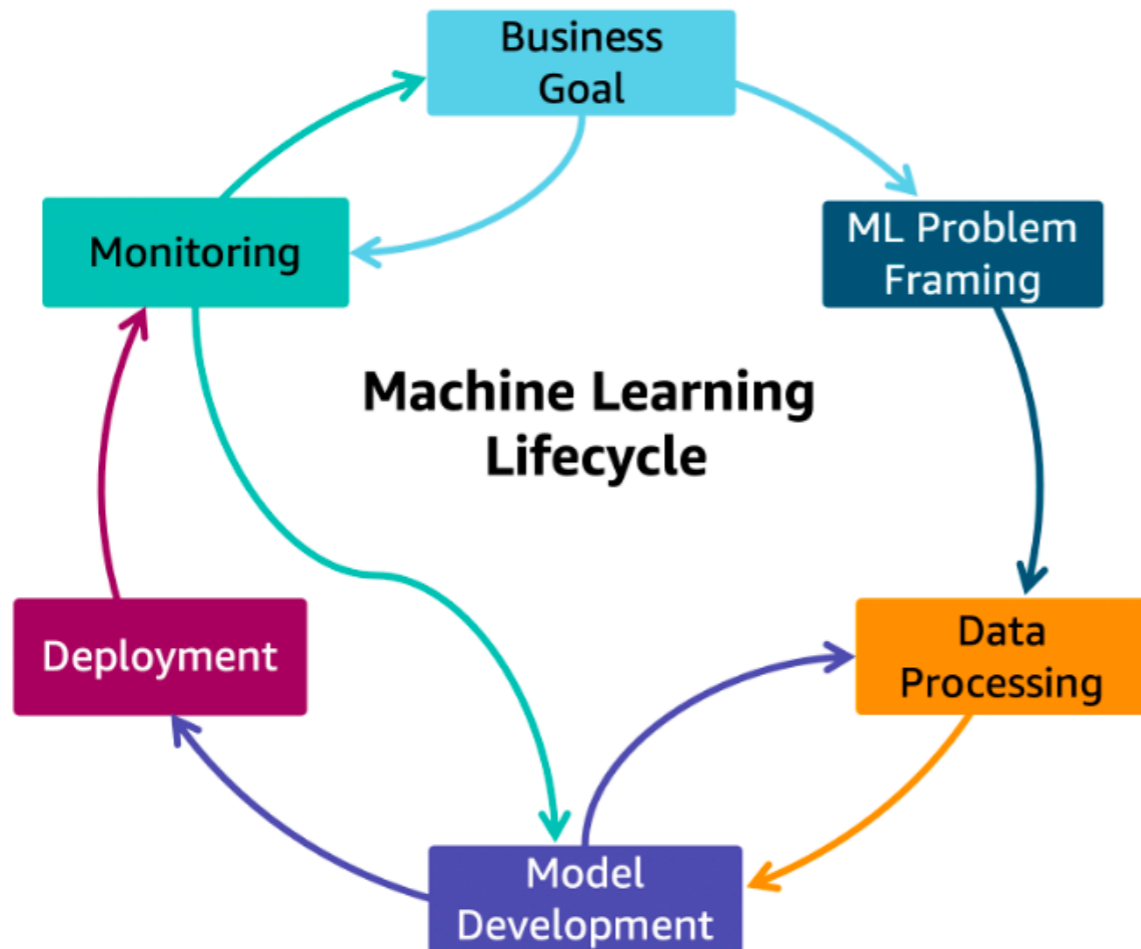 Business
Goal
ML Problem
Framing
Monitoring
Machine Learning
Lifecycle
Data
Processing
Deployment
Model
Development